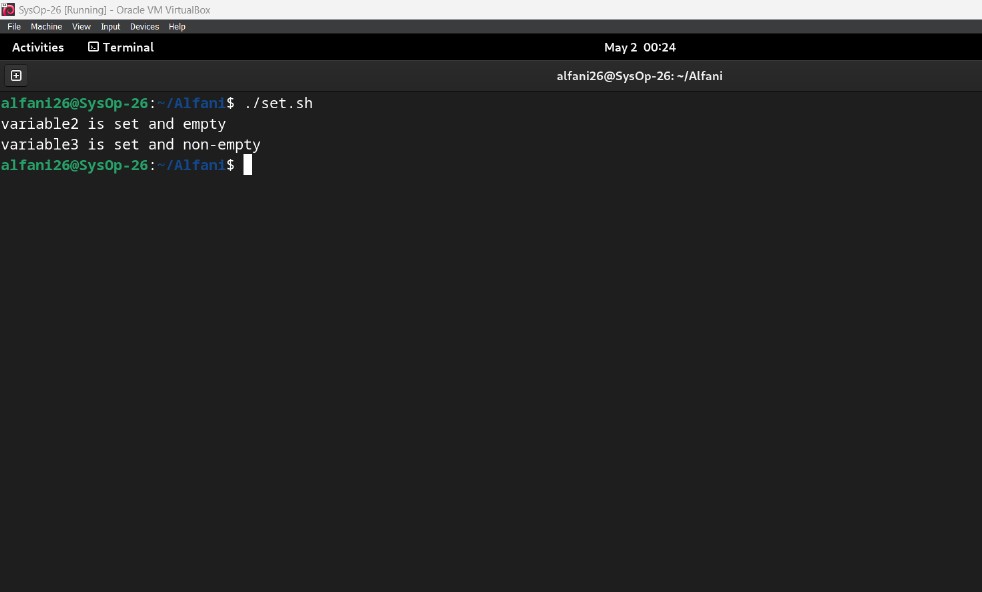 SysOp-26 [Running] - Oracle VM VirtualBox
File Machine View Input Devices Help
Activities Terminal May 2 00:24
alfani26@SysOp-26: ~/Alfani
alfani26@SysOp-26:~/Alfani$ ./set.sh
variable2 is set and empty
variable3 is set and non-empty
alfani26@SysOp-26:~/Alfani$